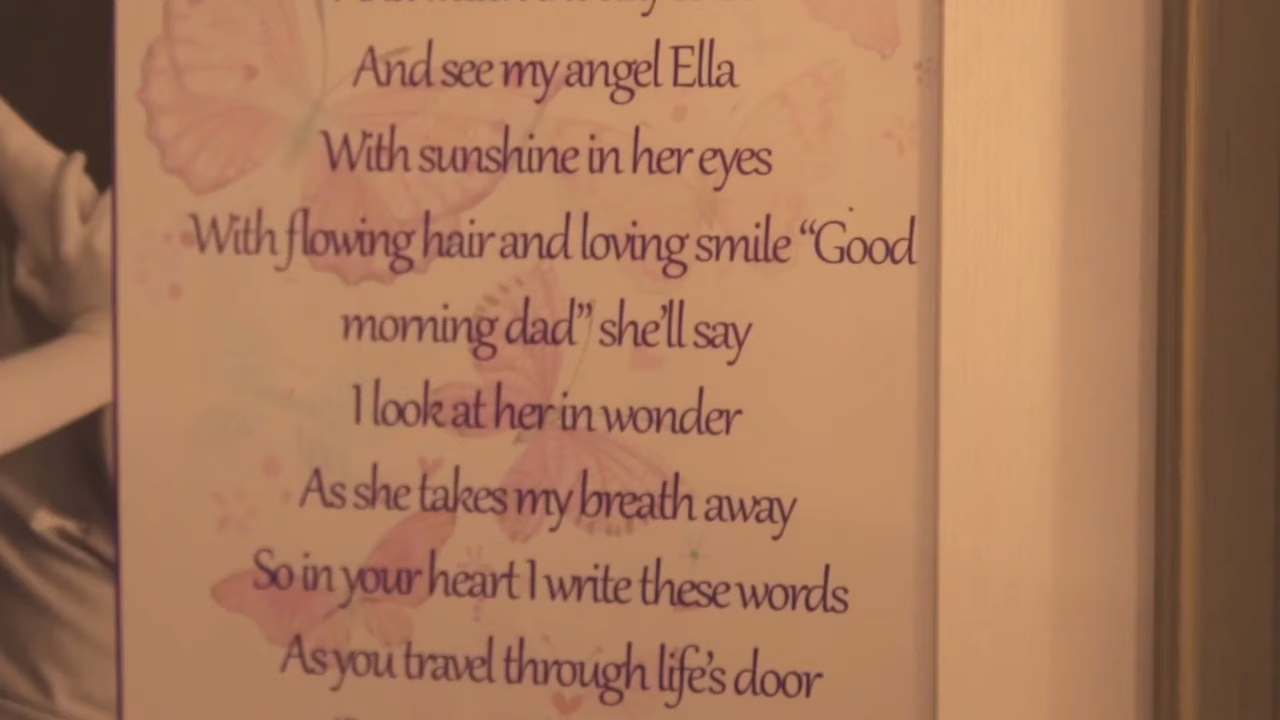 And see my angel Ella
With sunshine in her eyes
With flowing hair and loving smile “Good
morning dad” she’ll say
I look at her in wonder
As she takes my breath away
So in your heart I write these words
As you travel through life’s door